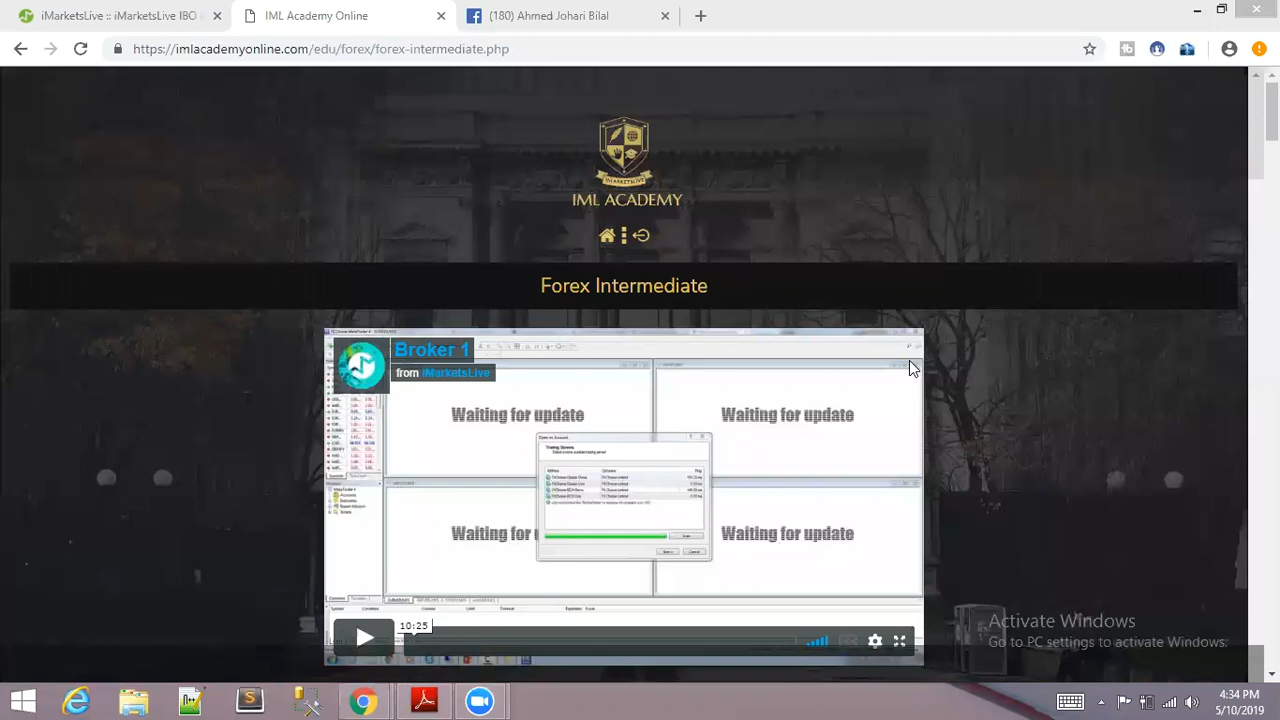 iMarketsLive :: iMarketsLive IBO
IML Academy Online
(180) Ahmed Johari Bilal
https://imlacademyonline.com/edu/forex/forex-intermediate.php
IML ACADEMY
Forex Intermediate
Broker 1
from iMarketsLive
Waiting for update
Waiting for update
Waiting for
Waiting for update
10:25
Activate Windows
Go to PC settings to activate Windows.
4:34 PM
5/10/2019